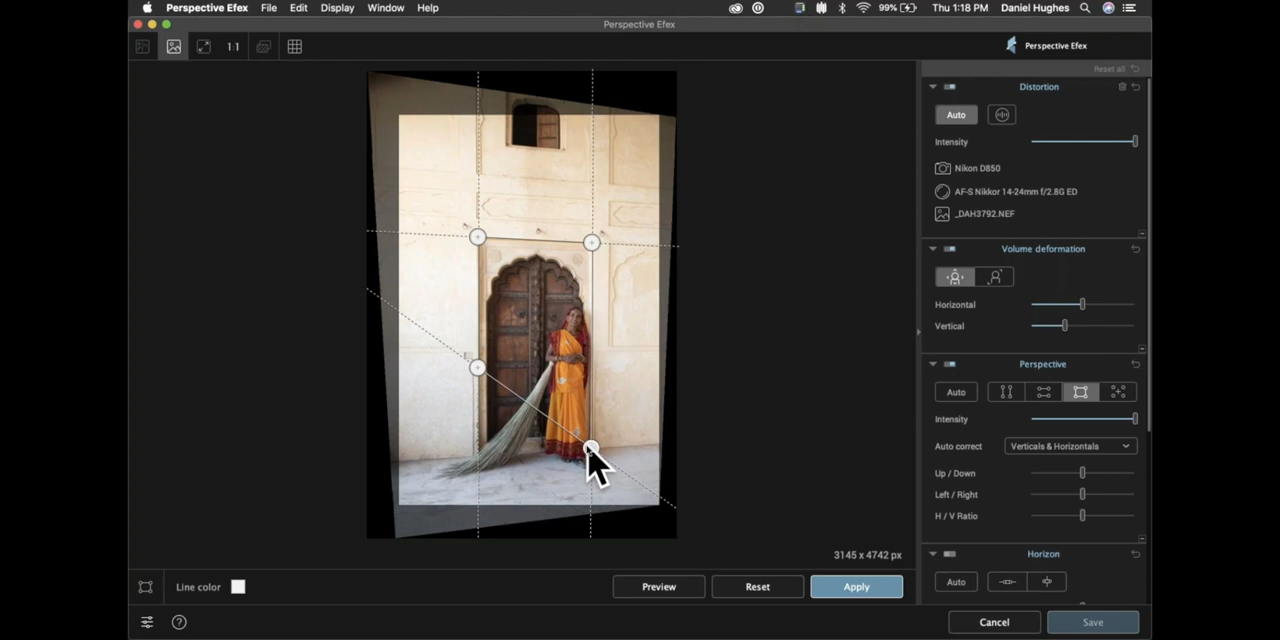 Perspective Efex File Edit Display Window Help 99% Thu 1:18 PM Daniel Hughes
Perspective Efex
1:1 Perspective Efex
Reset all
Distortion
Auto
Intensity
Nikon D850
AF-S Nikkor 14-24mm f/2.8G ED
_DAH3792.NEF
Volume deformation
Horizontal
Vertical
Perspective
Auto
Intensity
Auto correct Verticals & Horizontals
Up / Down
Left / Right
H / V Ratio
3145 x 4742 px
Horizon
Line color Preview Reset Apply Auto
Cancel Save